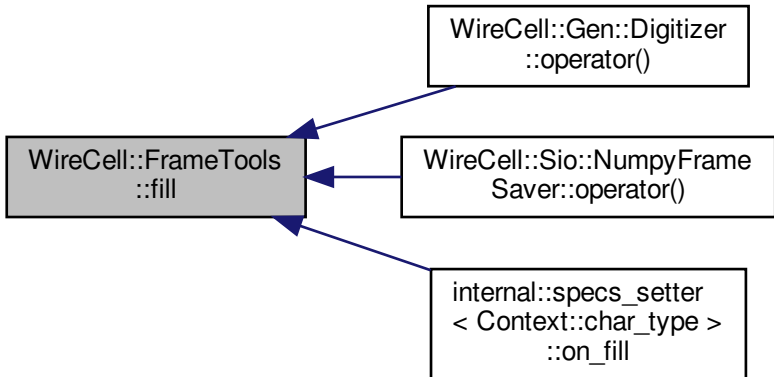 WireCell::Gen::Digitizer
::operator()
WireCell::FrameTools
::fill
WireCell::Sio::NumpyFrame
Saver::operator()
internal::specs_setter
< Context::char_type >
::on_fill